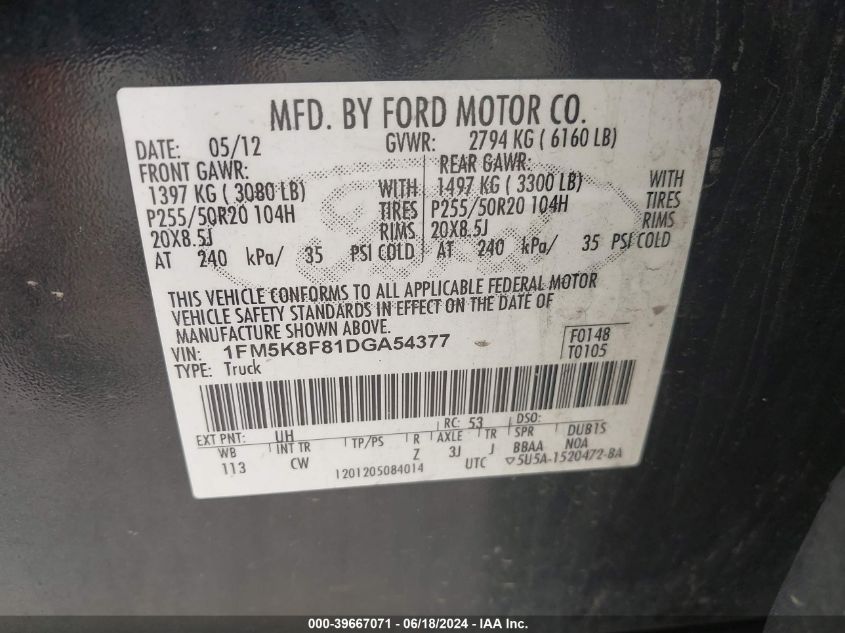 MFD. BY FORD MOTOR CO.
DATE: 05/12 GVWR: 2794 KG ( 6160 LB)
FRONT GAWR: REAR GAWR:
1397 KG ( 3080 LB) WITH 1497 KG ( 3300 LB) WITH
P255/50R20 104H TIRES P255/50R20 104H TIRES
20X8.5J RIMS 20X8.5J RIMS
AT 240 kPa/ 35 PSI COLD AT 240 kPa/ 35 PSI COLD
THIS VEHICLE CONFORMS TO ALL APPLICABLE FEDERAL MOTOR
VEHICLE SAFETY STANDARDS IN EFFECT ON THE DATE OF
MANUFACTURE SHOWN ABOVE.
VIN: 1FM5K8F81DGA54377 F0148
TYPE: Truck T0105
EXT PNT: UH RC: 53 DSO:
WB INT TR TP/PS R AXLE TR SPR DUB1S
113 CW Z 3J J BBAA NOA
1201205084014 UTC ▽5U5A-1520472-BA
000-39667071 - 06/18/2024 - IAA Inc.